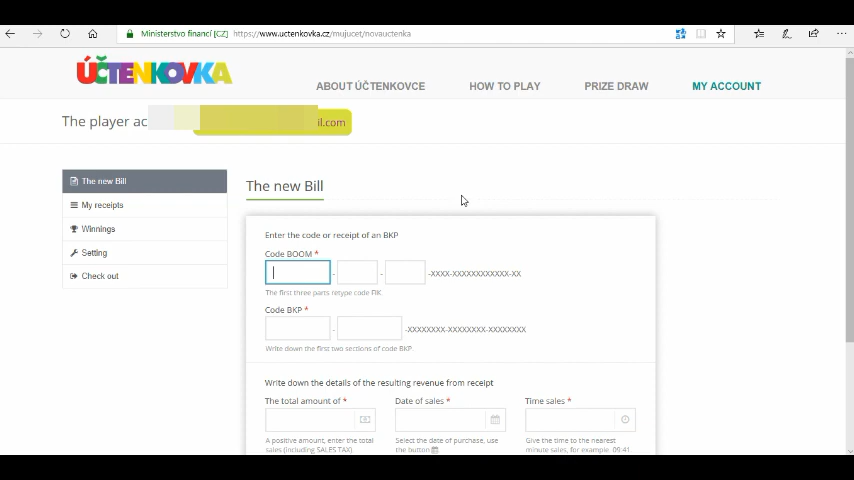 Ministerstvo financí [CZ] https://www.uctenkovka.cz/mujucet/novauctenka
ÚČTENKOVKA
ABOUT ÚČTENKOVCE HOW TO PLAY PRIZE DRAW MY ACCOUNT
The player ac il.com
The new Bill
My receipts
Winnings
Setting
Check out
The new Bill
Enter the code or receipt of an BKP
Code BOOM *
- - -XXXX-XXXXXXXXXXXX-XX
The first three parts retype code FIK.
Code BKP *
- -XXXXXXXX-XXXXXXXX-XXXXXXXX
Write down the first two sections of code BKP.
Write down the details of the resulting revenue from receipt
The total amount of * Date of sales * Time sales *
A positive amount, enter the total Select the date of purchase, use Give the time to the nearest
sales (including SALES TAX) the button minute sales, for example. 09:41.